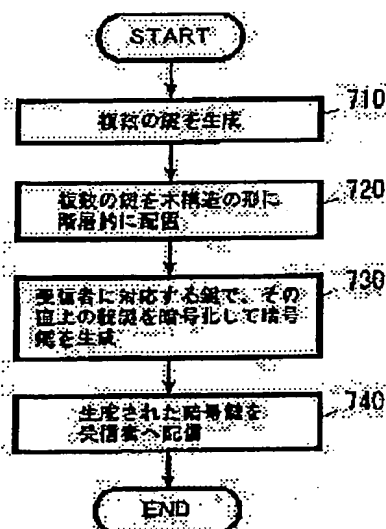 START
710
複数の鍵を生成
720
複数の鍵を木構造の形に
階層的に配置
730
受信者に対応する鍵で、その
直上の親鍵を暗号化して暗号
鍵を生成
740
生成された暗号鍵を
受信者へ配信
END